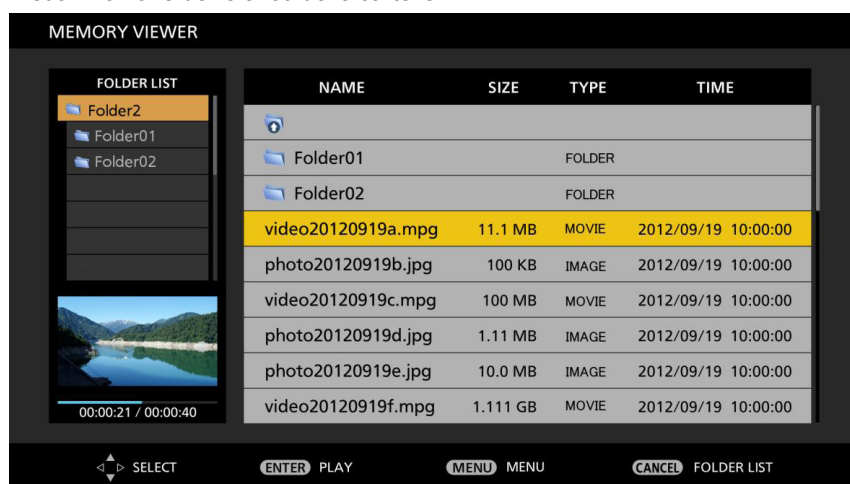 MEMORY VIEWER
FOLDER LIST
Folder2
Folder01
Folder02
00:00:21 / 00:00:40
NAME SIZE TYPE TIME
Folder01 FOLDER
Folder02 FOLDER
video20120919a.mpg 11.1 MB MOVIE 2012/09/19 10:00:00
photo20120919b.jpg 100 KB IMAGE 2012/09/19 10:00:00
video20120919c.mpg 100 MB MOVIE 2012/09/19 10:00:00
photo20120919d.jpg 1.11 MB IMAGE 2012/09/19 10:00:00
photo20120919e.jpg 10.0 MB IMAGE 2012/09/19 10:00:00
video20120919f.mpg 1.111 GB MOVIE 2012/09/19 10:00:00
SELECT ENTER PLAY MENU MENU CANCEL FOLDER LIST